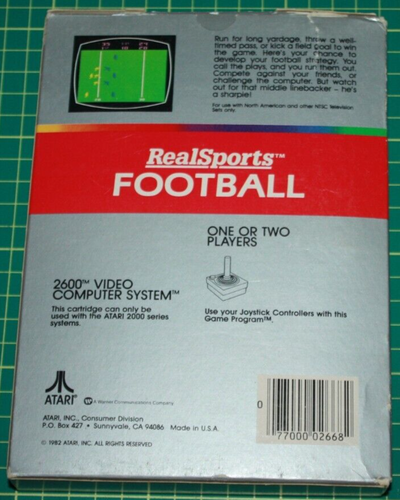 Run for long yardage, throw a well-
timed pass, or kick a field goal to win
the game. Here's your chance to
develop your football strategy. You
call the plays, and you run them out.
Compete against your friends, or
challenge the computer. But watch
out for that middle linebacker – he's
a sharpie!
For use with North American and other NTSC Television
Sets only.
RealSports™
FOOTBALL
ONE OR TWO
PLAYERS
2600™ VIDEO
COMPUTER SYSTEM™
This cartridge can only be
used with the ATARI 2000 series
systems.
Use your Joystick Controllers with this
Game Program™.
ATARI
A Warner Communications Company
ATARI, INC., Consumer Division
P.O. Box 427 • Sunnyvale, CA 94086 Made in U.S.A.
© 1982 ATARI, INC. ALL RIGHTS RESERVED
0 77000 02668